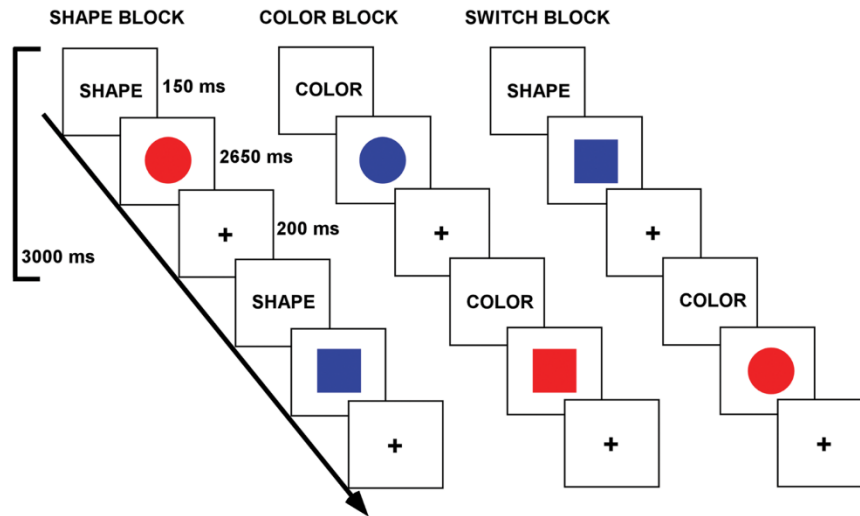 SHAPE BLOCK
COLOR BLOCK
SWITCH BLOCK
SHAPE
150 ms
COLOR
SHAPE
2650 ms
+
200 ms
+
+
3000 ms
SHAPE
COLOR
COLOR
+
+
+